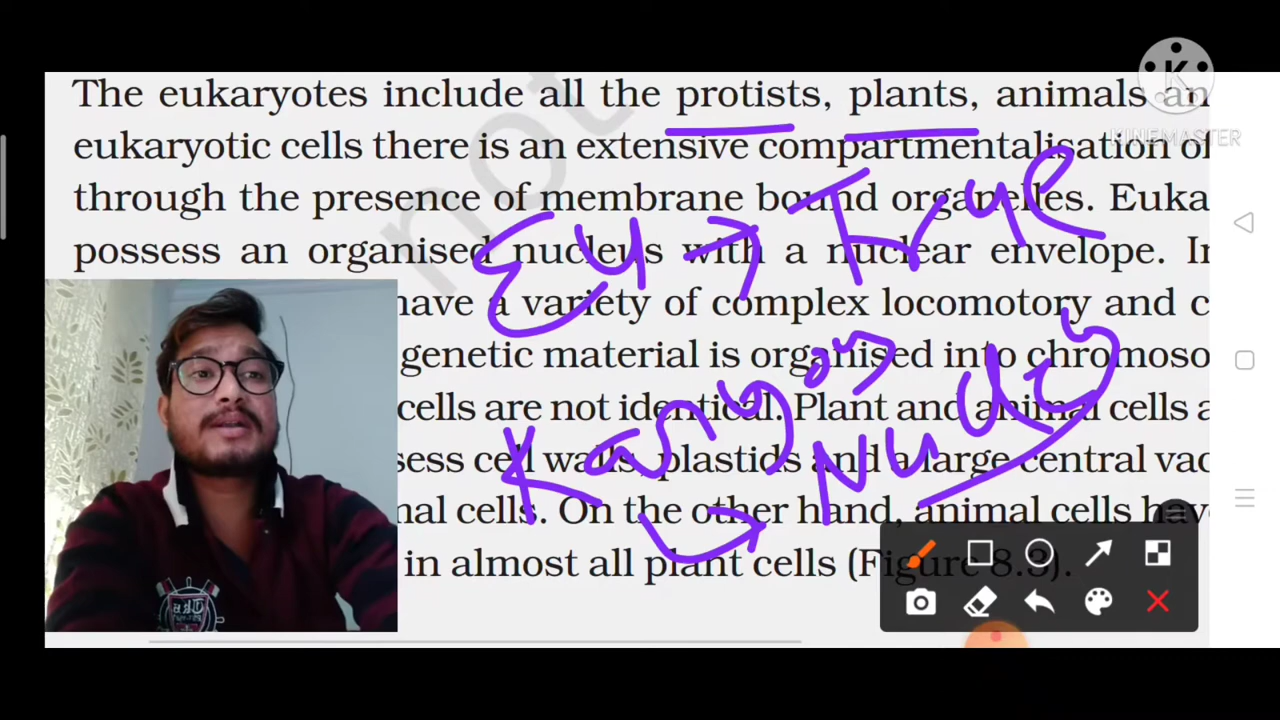 The eukaryotes include all the protists, plants, animals an
eukaryotic cells there is an extensive compartmentalisation of
through the presence of membrane bound organelles. Euka
possess an organised nucleus with a nuclear envelope. In
have a variety of complex locomotory and c
genetic material is organised into chromoso
cells are not identical. Plant and animal cells a
sess cell walls, plastids and a large central vac
mal cells. On the other hand, animal cells have
in almost all plant cells (Figure 8.3).
Eu → True
→
not
KINEMASTER